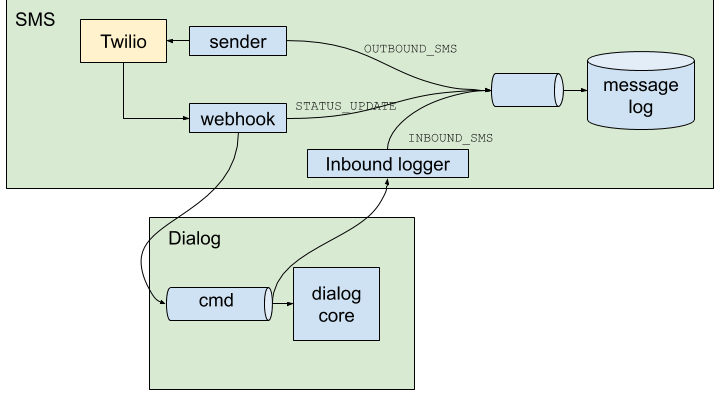 SMS
Twilio
sender
OUTBOUND_SMS
message
log
STATUS_UPDATE
webhook
INBOUND_SMS
Inbound logger
Dialog
cmd
dialog
core